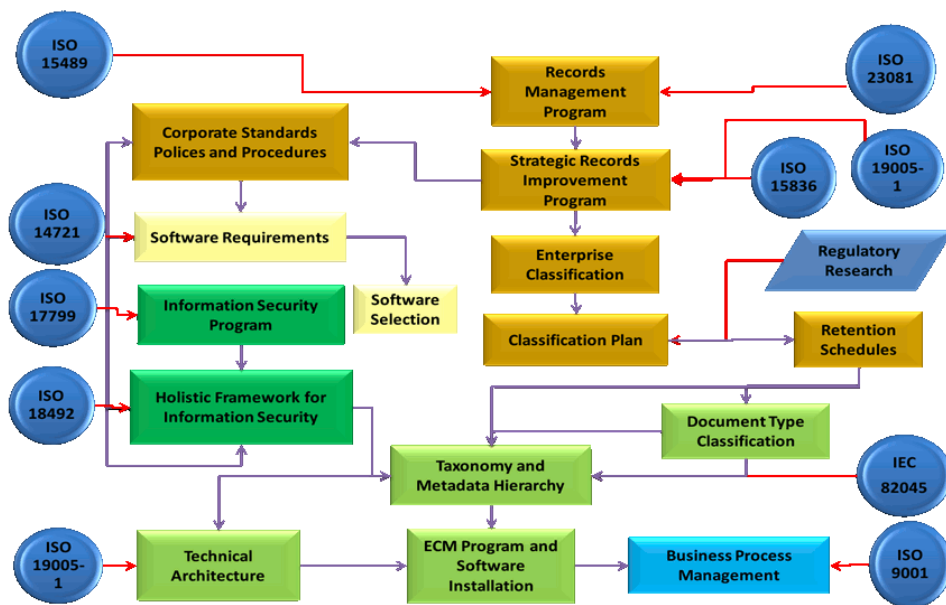 ISO
15489
Records
Management
Program
ISO
23081
Corporate Standards
Polices and Procedures
Strategic Records
Improvement
Program
ISO
15836
ISO
19005-
1
ISO
14721
Software Requirements
Enterprise
Classification
Regulatory
Research
ISO
17799
Information Security
Program
Software
Selection
Classification Plan
Retention
Schedules
ISO
18492
Holistic Framework for
Information Security
Document Type
Classification
Taxonomy and
Metadata Hierarchy
IEC
82045
ISO
19005-
1
Technical
Architecture
ECM Program and
Software
Installation
Business Process
Management
ISO
9001